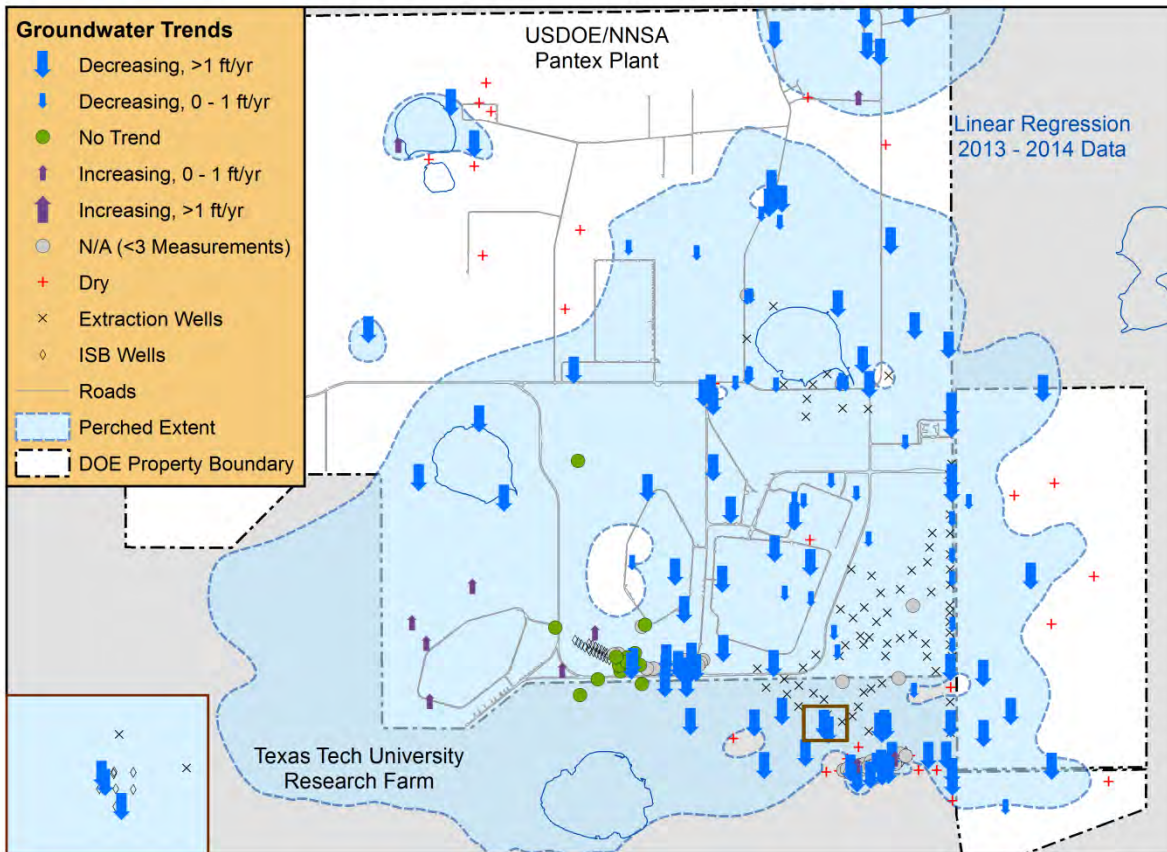 Groundwater Trends
Decreasing, >1 ft/yr
Decreasing, 0 - 1 ft/yr
No Trend
Increasing, 0 - 1 ft/yr
Increasing, >1 ft/yr
N/A (<3 Measurements)
Dry
Extraction Wells
ISB Wells
Roads
Perched Extent
DOE Property Boundary
USDOE/NNSA
Pantex Plant
Linear Regression
2013 - 2014 Data
Texas Tech University
Research Farm